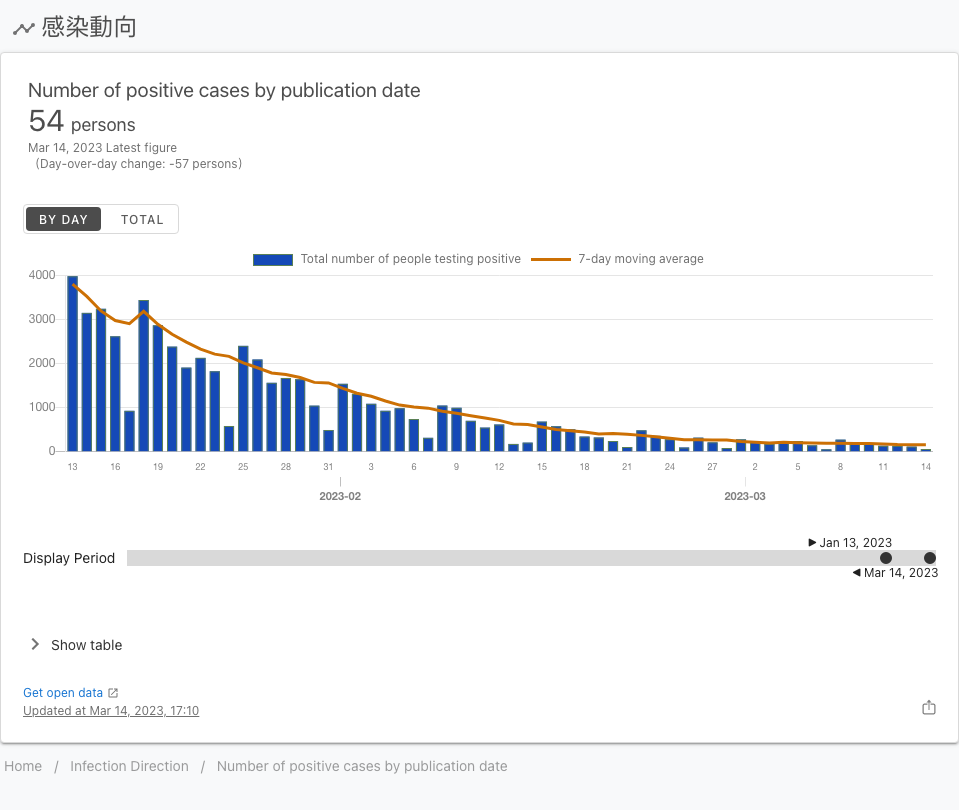 感染動向
Number of positive cases by publication date
54 persons
Mar 14, 2023 Latest figure
(Day-over-day change: -57 persons)
BY DAY TOTAL
Total number of people testing positive 7-day moving average
4000
3000
2000
1000
0
13 16 19 22 25 28 31 3 6 9 12 15 18 21 24 27 2 5 8 11 14
2023-02 2023-03
Jan 13, 2023
Display Period
Mar 14, 2023
Show table
Get open data
Updated at Mar 14, 2023, 17:10
Home / Infection Direction / Number of positive cases by publication date